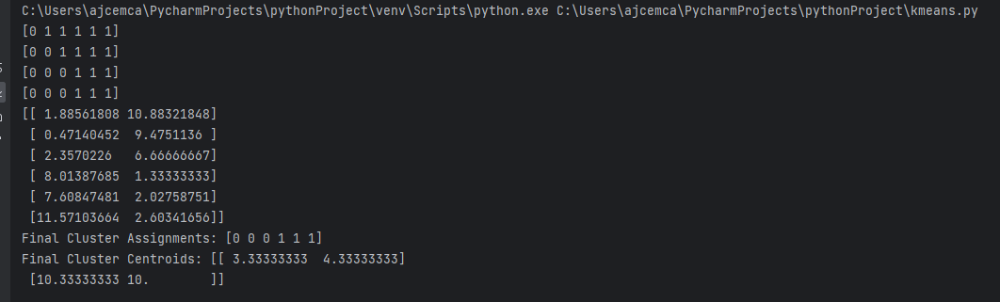 C:\Users\ajcemca\PycharmProjects\pythonProject\venv\Scripts\python.exe C:\Users\ajcemca\PycharmProjects\pythonProject\kmeans.py
[0 1 1 1 1 1]
[0 0 1 1 1 1]
[0 0 0 1 1 1]
[0 0 0 1 1 1]
[[ 1.88561808 10.88321848]
 [ 0.47140452  9.4751136 ]
 [ 2.3570226   6.66666667]
 [ 8.01387685  1.33333333]
 [ 7.60847481  2.02758751]
 [11.57103664  2.60341656]]
Final Cluster Assignments: [0 0 0 1 1 1]
Final Cluster Centroids: [[ 3.33333333  4.33333333]
 [10.33333333 10.        ]]